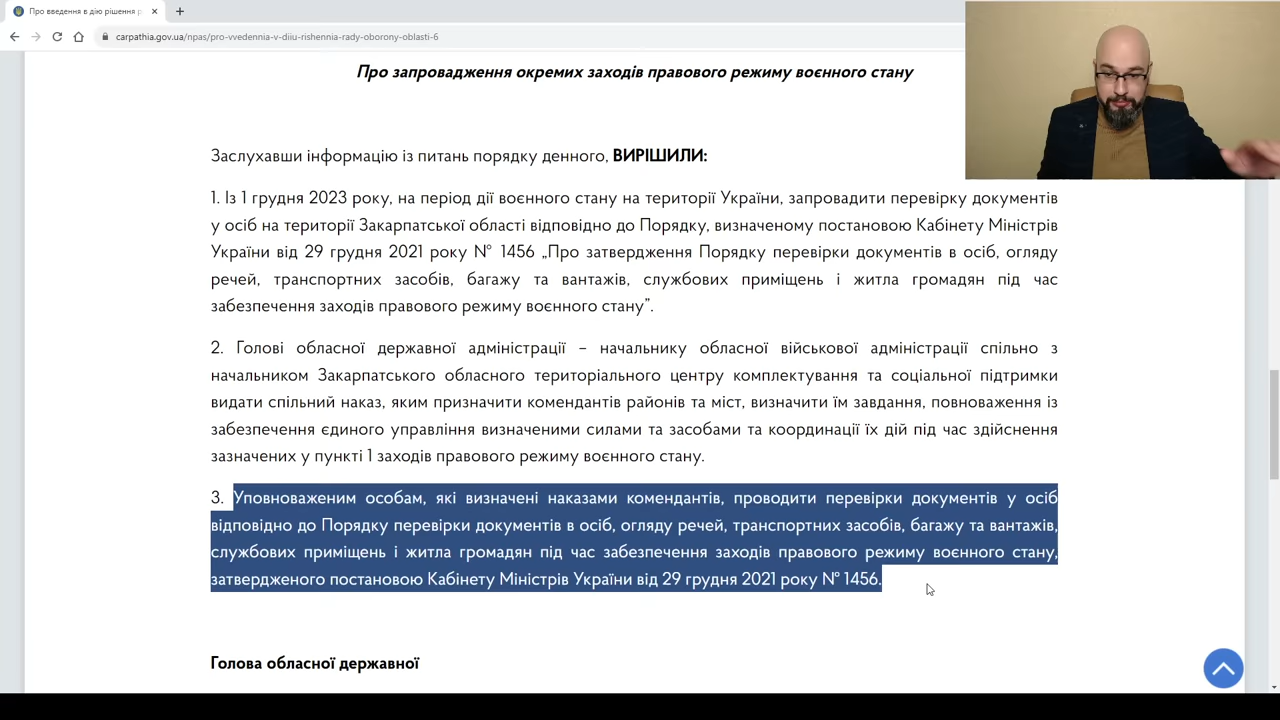 Про введення в дію рішення р
carpathia.gov.ua/npas/pro-vvedennia-v-diiu-rishennia-rady-oborony-oblasti-6
Про запровадження окремих заходів правового режиму воєнного стану
Заслухавши інформацію із питань порядку денного, ВИРІШИЛИ:
1. Із 1 грудня 2023 року, на період дії воєнного стану на території України, запровадити перевірку документів
у осіб на території Закарпатської області відповідно до Порядку, визначеному постановою Кабінету Міністрів
України від 29 грудня 2021 року № 1456 „Про затвердження Порядку перевірки документів в осіб, огляду
речей, транспортних засобів, багажу та вантажів, службових приміщень і житла громадян під час
забезпечення заходів правового режиму воєнного стану”.
2. Голові обласної державної адміністрації – начальнику обласної військової адміністрації спільно з
начальником Закарпатського обласного територіального центру комплектування та соціальної підтримки
видати спільний наказ, яким призначити комендантів районів та міст, визначити їм завдання, повноваження із
забезпечення єдиного управління визначеними силами та засобами та координації їх дій під час здійснення
зазначених у пункті 1 заходів правового режиму воєнного стану.
3. Уповноваженим особам, які визначені наказами комендантів, проводити перевірки документів у осіб
відповідно до Порядку перевірки документів в осіб, огляду речей, транспортних засобів, багажу та вантажів,
службових приміщень і житла громадян під час забезпечення заходів правового режиму воєнного стану,
затвердженого постановою Кабінету Міністрів України від 29 грудня 2021 року № 1456.
Голова обласної державної